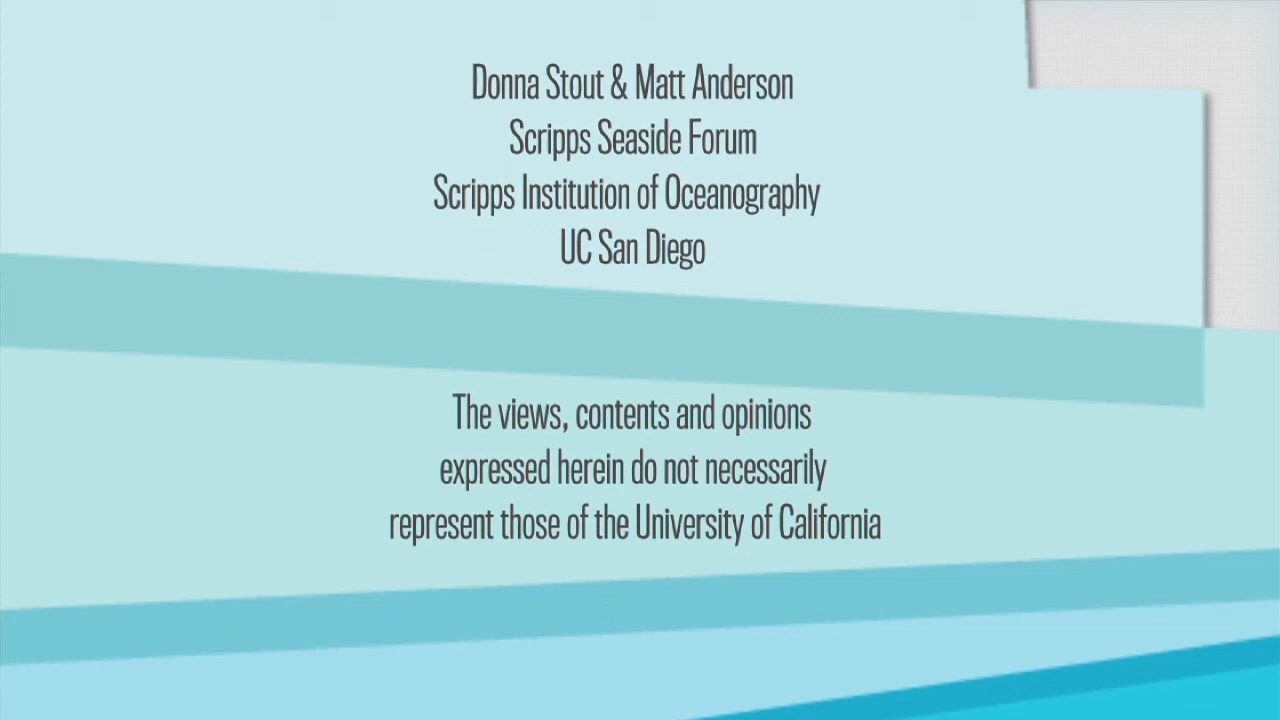 Donna Stout & Matt Anderson
Scripps Seaside Forum
Scripps Institution of Oceanography
UC San Diego
The views, contents and opinions
expressed herein do not necessarily
represent those of the University of California